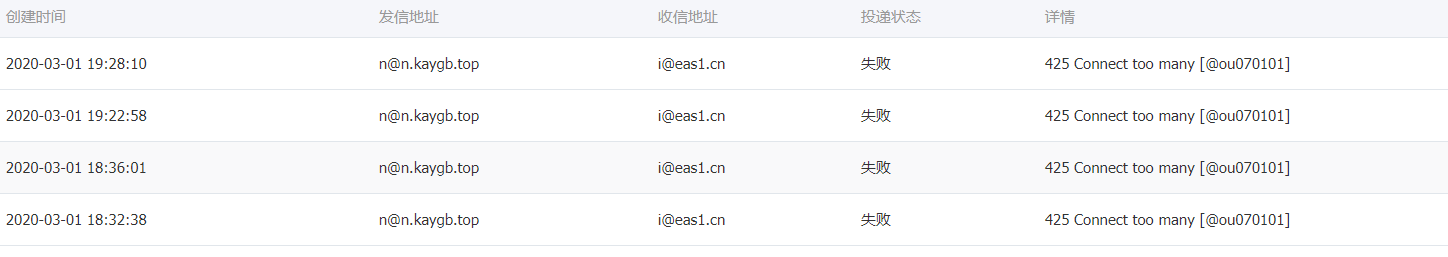 创建时间 发信地址 收信地址 投递状态 详情
2020-03-01 19:28:10 n@n.kaygb.top i@eas1.cn 失败 425 Connect too many [@ou070101]
2020-03-01 19:22:58 n@n.kaygb.top i@eas1.cn 失败 425 Connect too many [@ou070101]
2020-03-01 18:36:01 n@n.kaygb.top i@eas1.cn 失败 425 Connect too many [@ou070101]
2020-03-01 18:32:38 n@n.kaygb.top i@eas1.cn 失败 425 Connect too many [@ou070101]